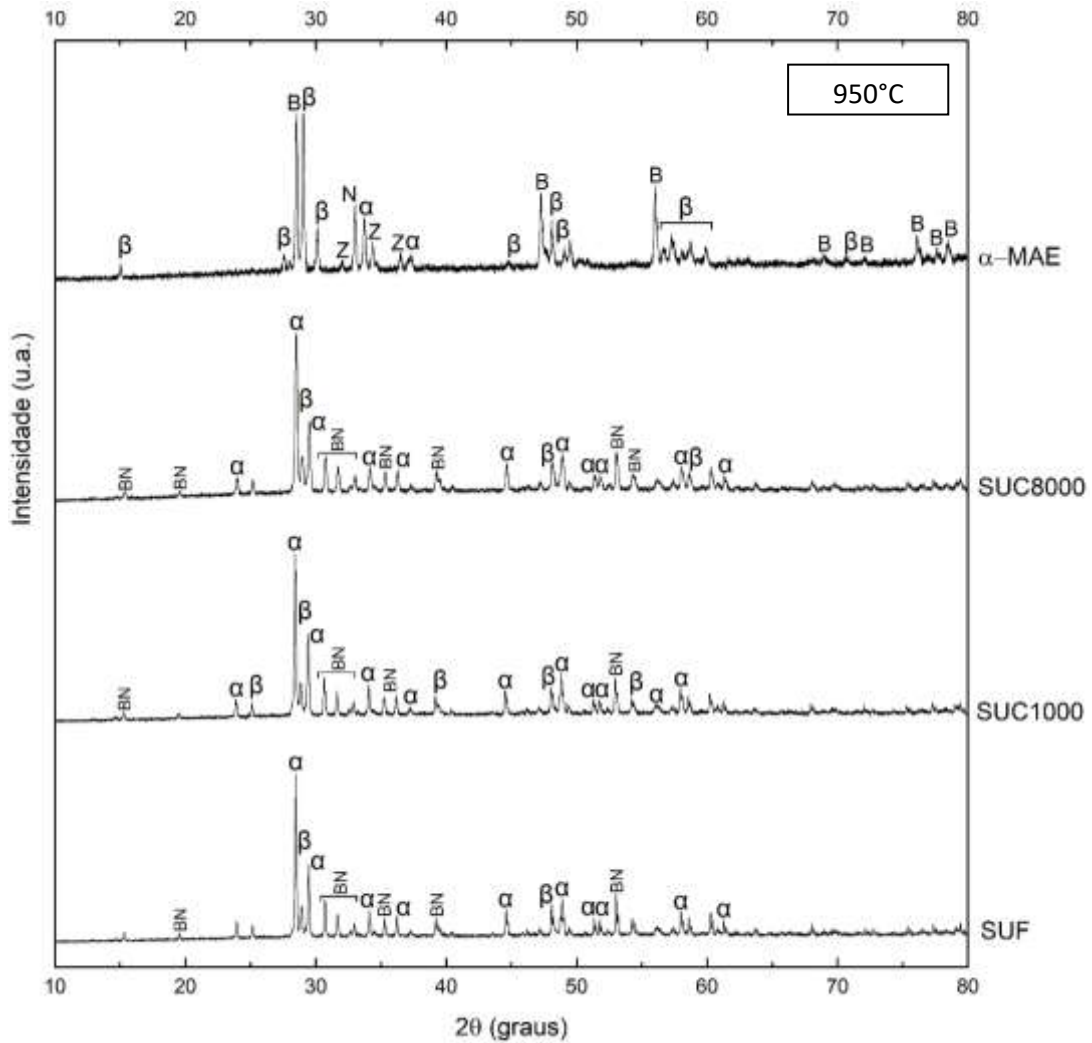 10 20 30 40 50 60 70 80
950°C
B β
β β β N Z α Z Z α β B β β B β B β B B B B α–MAE
α
β α BN BN BN α α BN α BN α β α α α BN BN α β α SUC8000
α
β α BN BN α β α BN α β α β α α α BN β α α SUC1000
α
β α BN BN α BN α BN α β α α α BN α α SUF
10 20 30 40 50 60 70 80
2θ (graus)
Intensidade (u.a.)